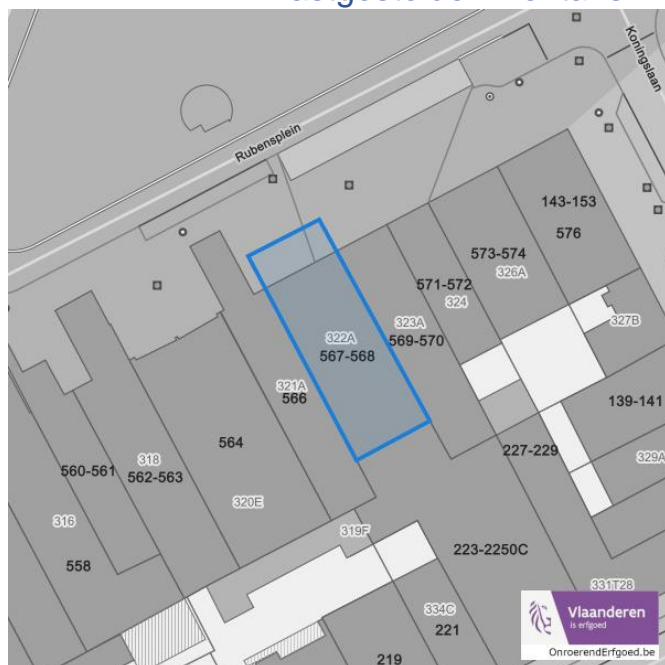 Rubensplein
Koningslaan
143-153
576
573-574
326A
571-572
324
327B
323A
569-570
322A
567-568
321A
566
139-141
564
227-229
329A
560-561
318
562-563
320E
316
319F
558
223-2250C
331T28
334C
221
219
Vlaanderen
is erfgoed
OnroerendErfgoed.be